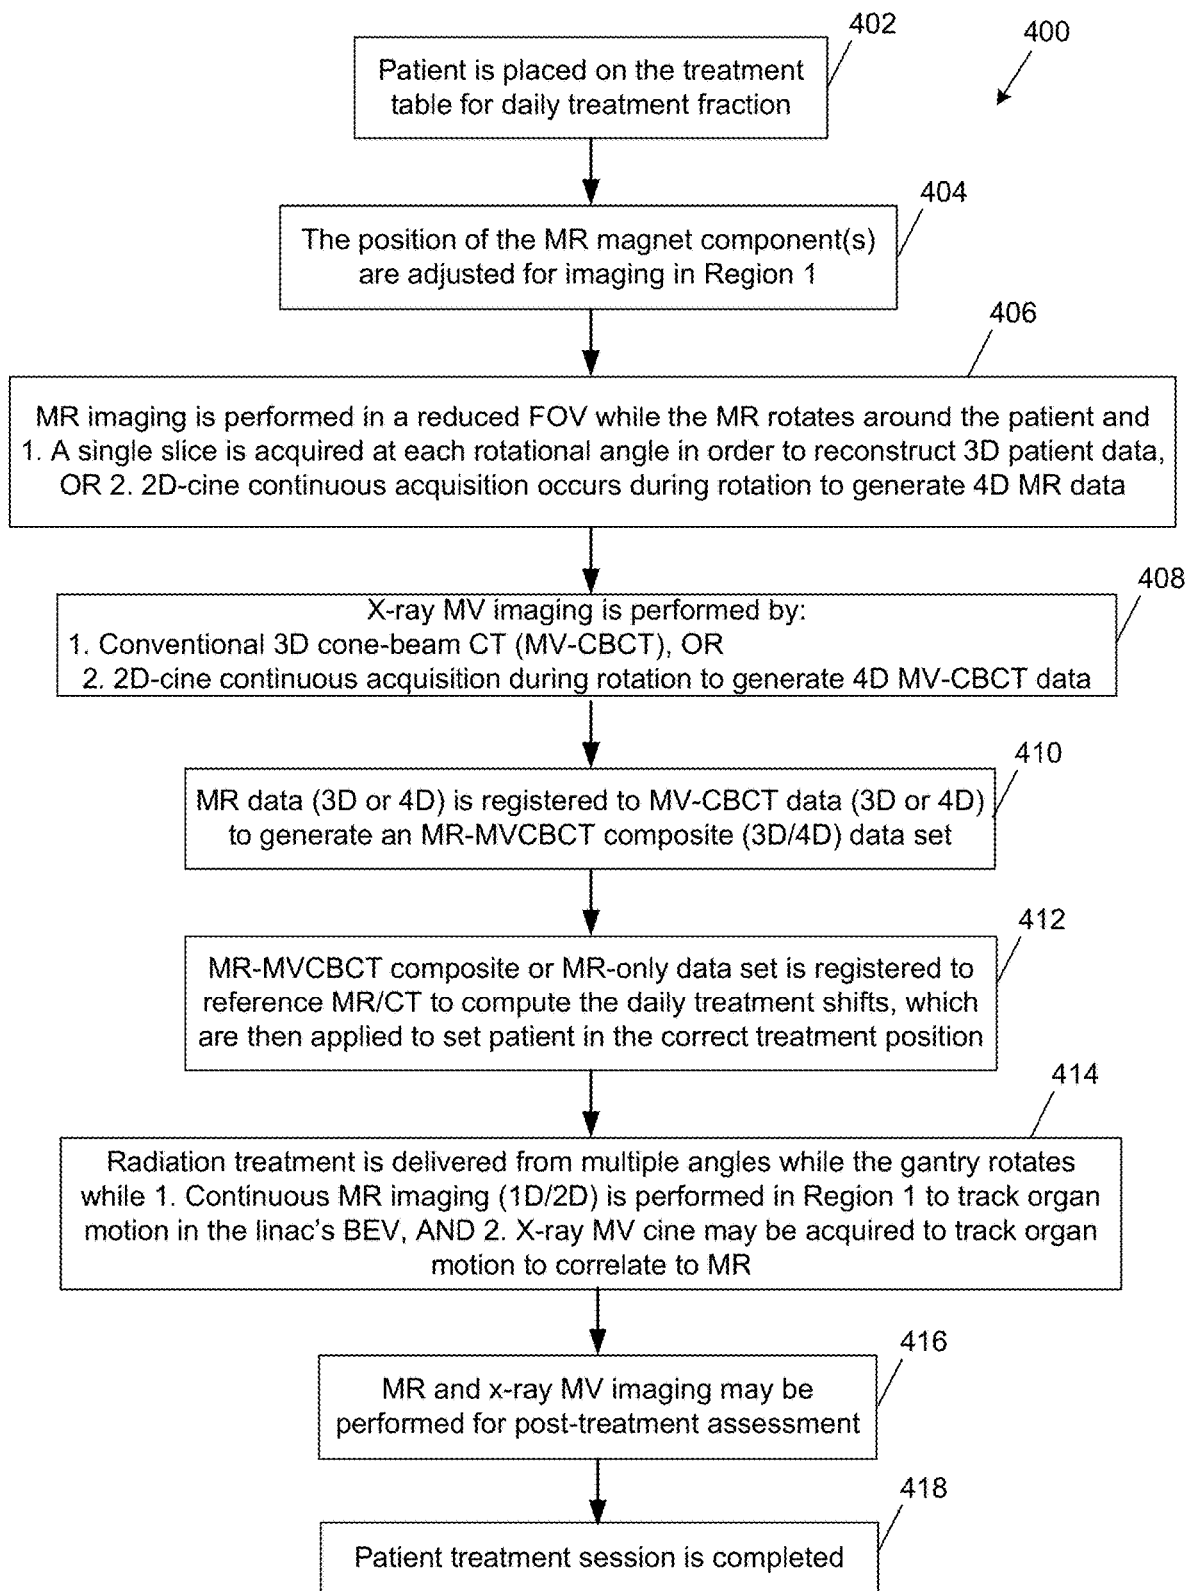 402
400
Patient is placed on the treatment
table for daily treatment fraction
404
The position of the MR magnet component(s)
are adjusted for imaging in Region 1
406
MR imaging is performed in a reduced FOV while the MR rotates around the patient and
1. A single slice is acquired at each rotational angle in order to reconstruct 3D patient data,
OR 2. 2D-cine continuous acquisition occurs during rotation to generate 4D MR data
408
X-ray MV imaging is performed by:
1. Conventional 3D cone-beam CT (MV-CBCT), OR
2. 2D-cine continuous acquisition during rotation to generate 4D MV-CBCT data
410
MR data (3D or 4D) is registered to MV-CBCT data (3D or 4D)
to generate an MR-MVCBCT composite (3D/4D) data set
412
MR-MVCBCT composite or MR-only data set is registered to
reference MR/CT to compute the daily treatment shifts, which
are then applied to set patient in the correct treatment position
414
Radiation treatment is delivered from multiple angles while the gantry rotates
while 1. Continuous MR imaging (1D/2D) is performed in Region 1 to track organ
motion in the linac's BEV, AND 2. X-ray MV cine may be acquired to track organ
motion to correlate to MR
416
MR and x-ray MV imaging may be
performed for post-treatment assessment
418
Patient treatment session is completed